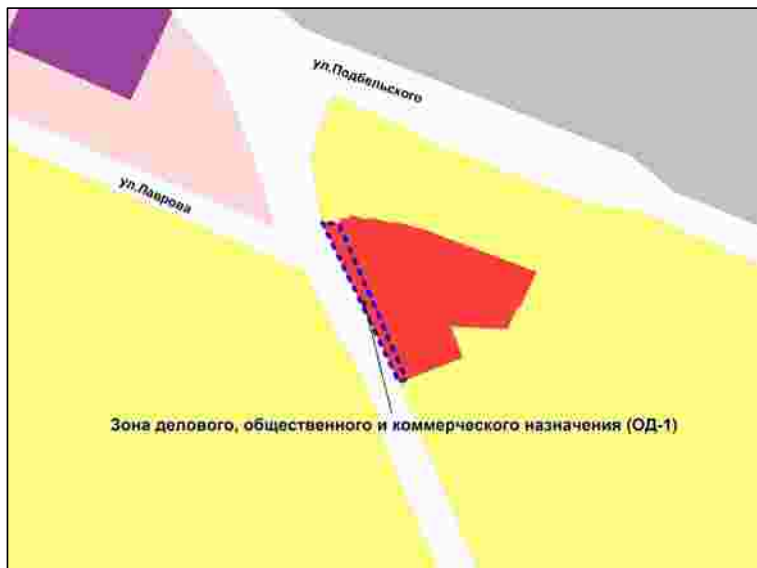 ул.Подбельского
ул.Лаврова
Зона делового, общественного и коммерческого назначения (ОД-1)